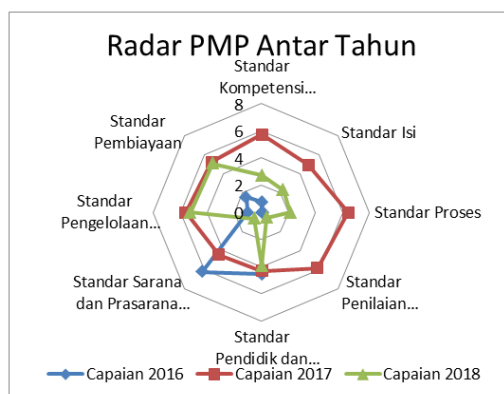 Radar PMP Antar Tahun
Standar
Kompetensi...
8
6
4
2
0
Standar Isi
Standar Proses
Standar
Penilaian...
Standar
Pendidik dan...
Standar Sarana
dan Prasarana...
Standar
Pengelolaan...
Standar
Pembiayaan
Capaian 2016
Capaian 2017
Capaian 2018